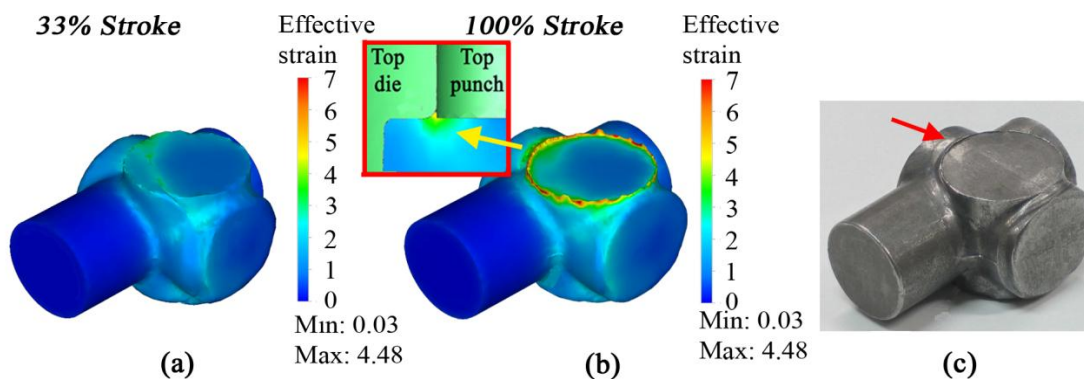 33% Stroke
Effective
strain
7
6
5
4
3
2
1
0
Min: 0.03
Max: 4.48
(a)
100% Stroke
Top
die
Top
punch
Effective
strain
7
6
5
4
3
2
1
0
Min: 0.03
Max: 4.48
(b)
(c)